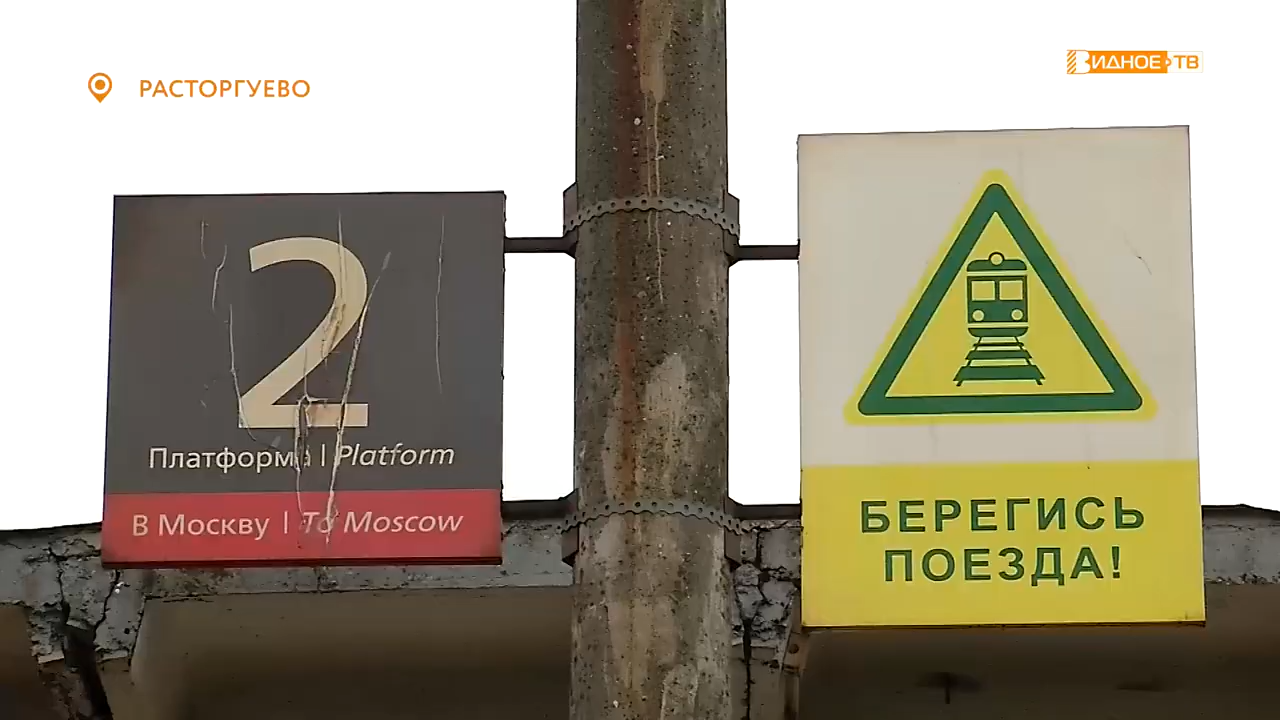 РАСТОРГУЕВО
ВИДНОЕ ТВ
2
Платформа | Platform
В Москву | To Moscow
БЕРЕГИСЬ
ПОЕЗДА!